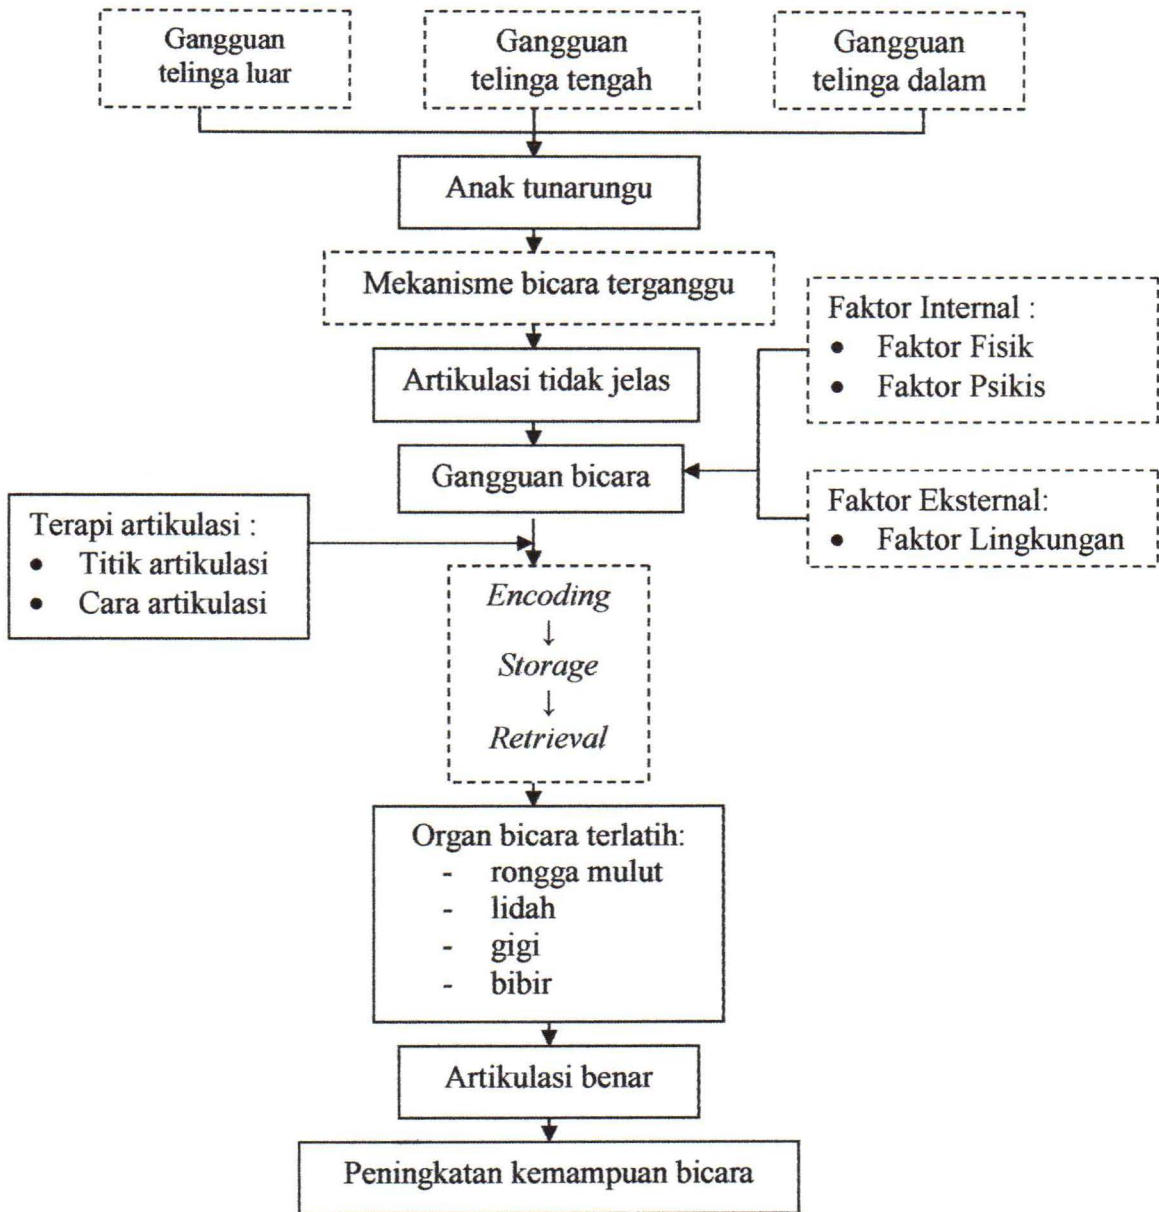 Gangguan
telinga luar
Gangguan
telinga tengah
Gangguan
telinga dalam
Anak tunarungu
Mekanisme bicara terganggu
Faktor Internal :
• Faktor Fisik
• Faktor Psikis
Artikulasi tidak jelas
Gangguan bicara
Faktor Eksternal:
• Faktor Lingkungan
Terapi artikulasi :
• Titik artikulasi
• Cara artikulasi
Encoding
↓
Storage
↓
Retrieval
Organ bicara terlatih:
- rongga mulut
- lidah
- gigi
- bibir
Artikulasi benar
Peningkatan kemampuan bicara